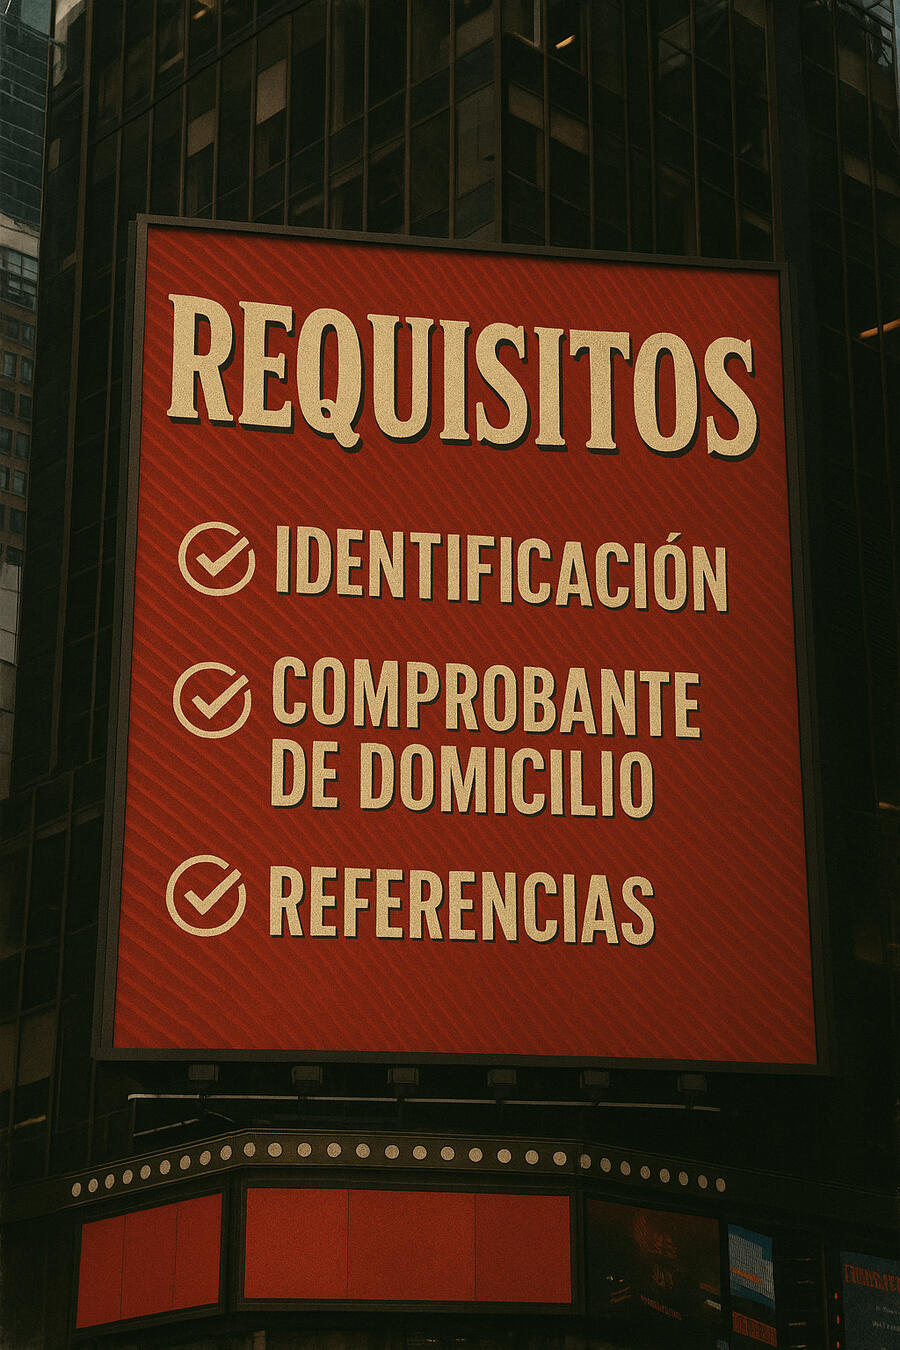 REQUISITOS
IDENTIFICACIÓN
COMPROBANTE
DE DOMICILIO
REFERENCIAS